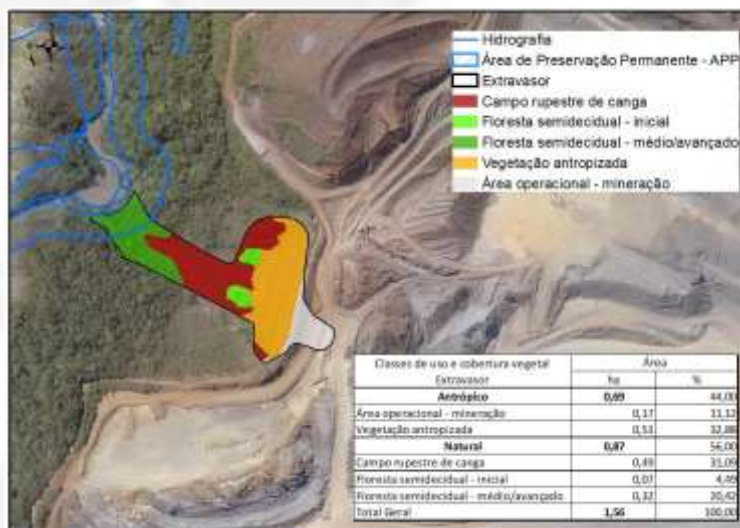 Hidrografia
Área de Preservação Permanente - APP
Extravasor
Campo rupestre de canga
Floresta semidecidual - inicial
Floresta semidecidual - médio/avançado
Vegetação antropizada
Área operacional - mineração
Classes de uso e cobertura vegetal Área
Extravasor ha %
Antrópico 0,69 44,00
Área operacional - mineração 0,17 11,12
Vegetação antropizada 0,51 32,88
Natural 0,87 56,00
Campo rupestre de canga 0,49 31,09
Floresta semidecidual - inicial 0,07 4,49
Floresta semidecidual - médio/avançado 0,32 20,42
Total Geral 1,56 100,00